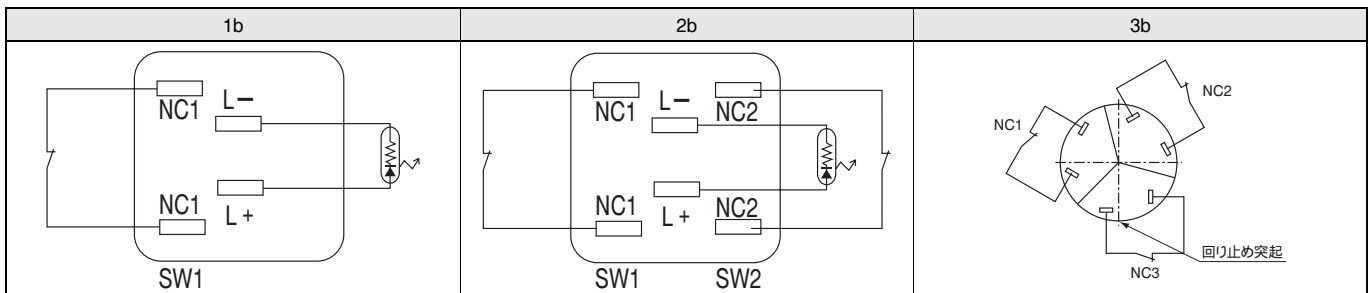 1b
2b
3b
NC1
L−
NC1
L+
SW1
NC1
L−
NC2
NC1
L+
NC2
SW1
SW2
NC2
NC1
回り止め突起
NC3